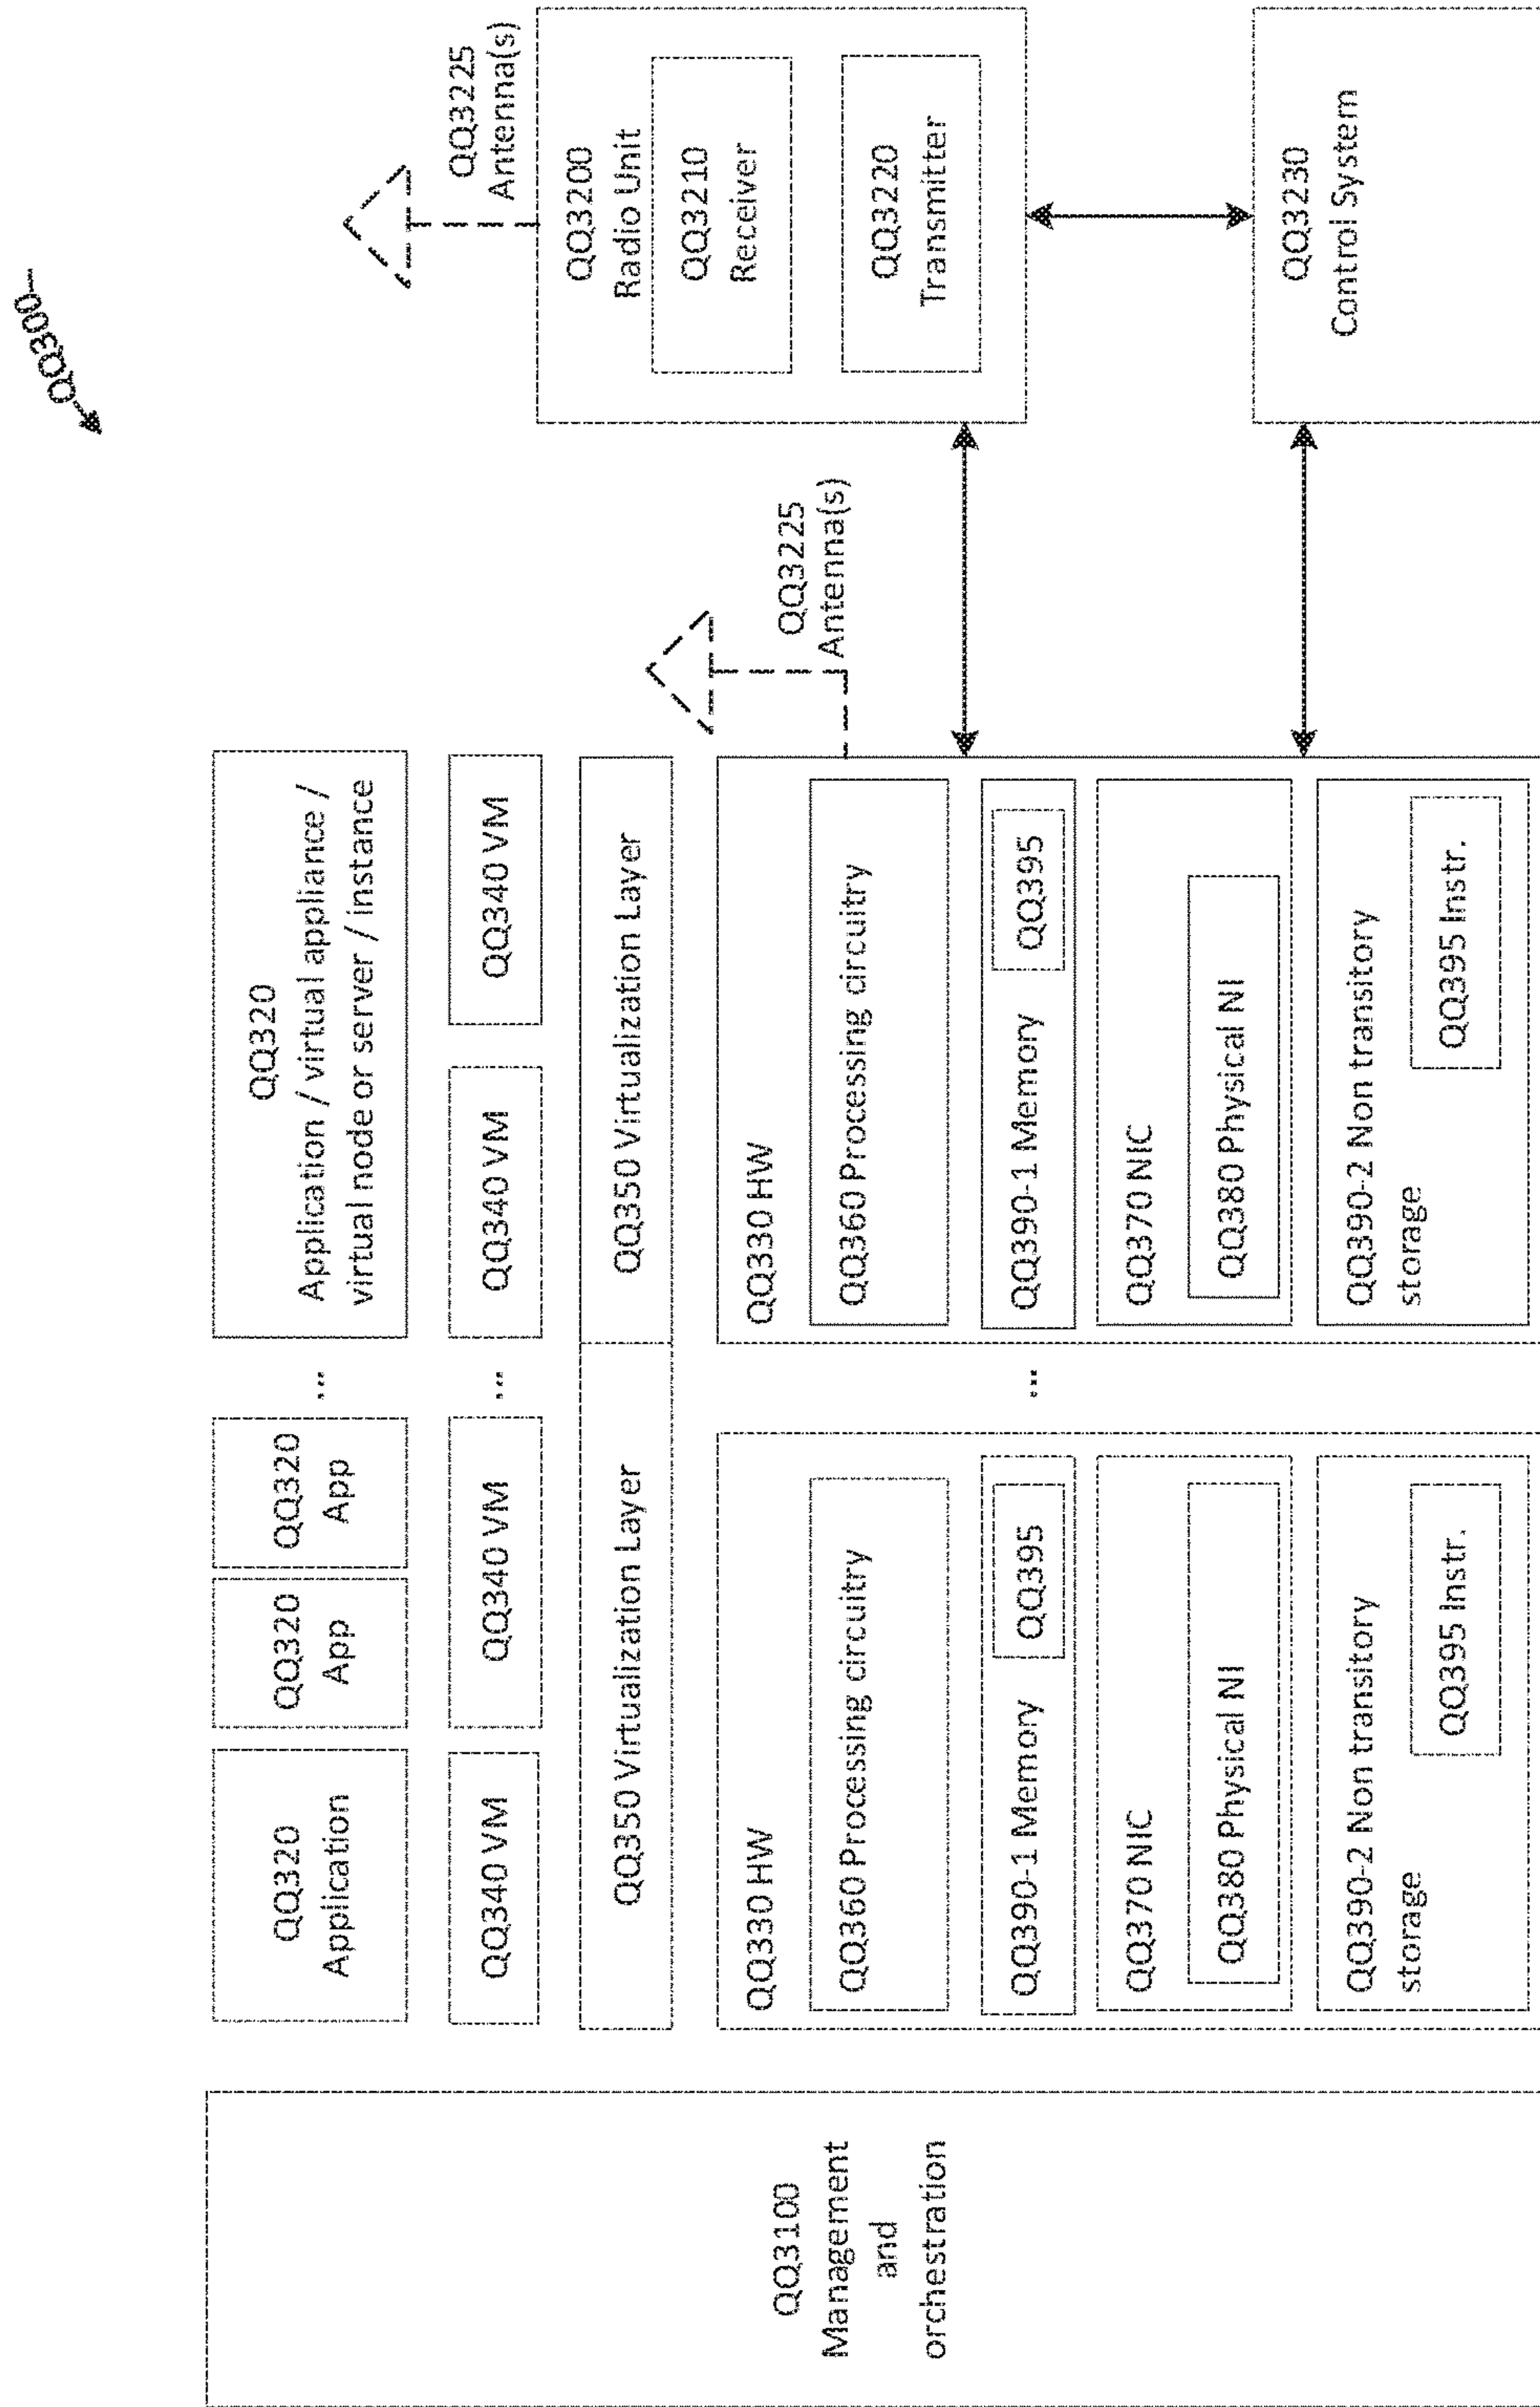 QQ300
QQ3100
Management
and
orchestration
QQ320
Application
QQ320
App
QQ320
App
...
QQ320
Application / virtual appliance /
virtual node or server / instance
QQ340 VM
QQ340 VM
...
QQ340 VM
QQ340 VM
QQ350 Virtualization Layer
QQ350 Virtualization Layer
QQ330 HW
QQ360 Processing circuitry
QQ390-1 Memory
QQ395
QQ370 NIC
QQ380 Physical NI
QQ390-2 Non transitory
storage
QQ395 Instr.
...
QQ330 HW
QQ360 Processing circuitry
QQ390-1 Memory
QQ395
QQ370 NIC
QQ380 Physical NI
QQ390-2 Non transitory
storage
QQ395 Instr.
QQ3225
Antenna(s)
QQ3225
Antenna(s)
QQ3200
Radio Unit
QQ3210
Receiver
QQ3220
Transmitter
QQ3230
Control System